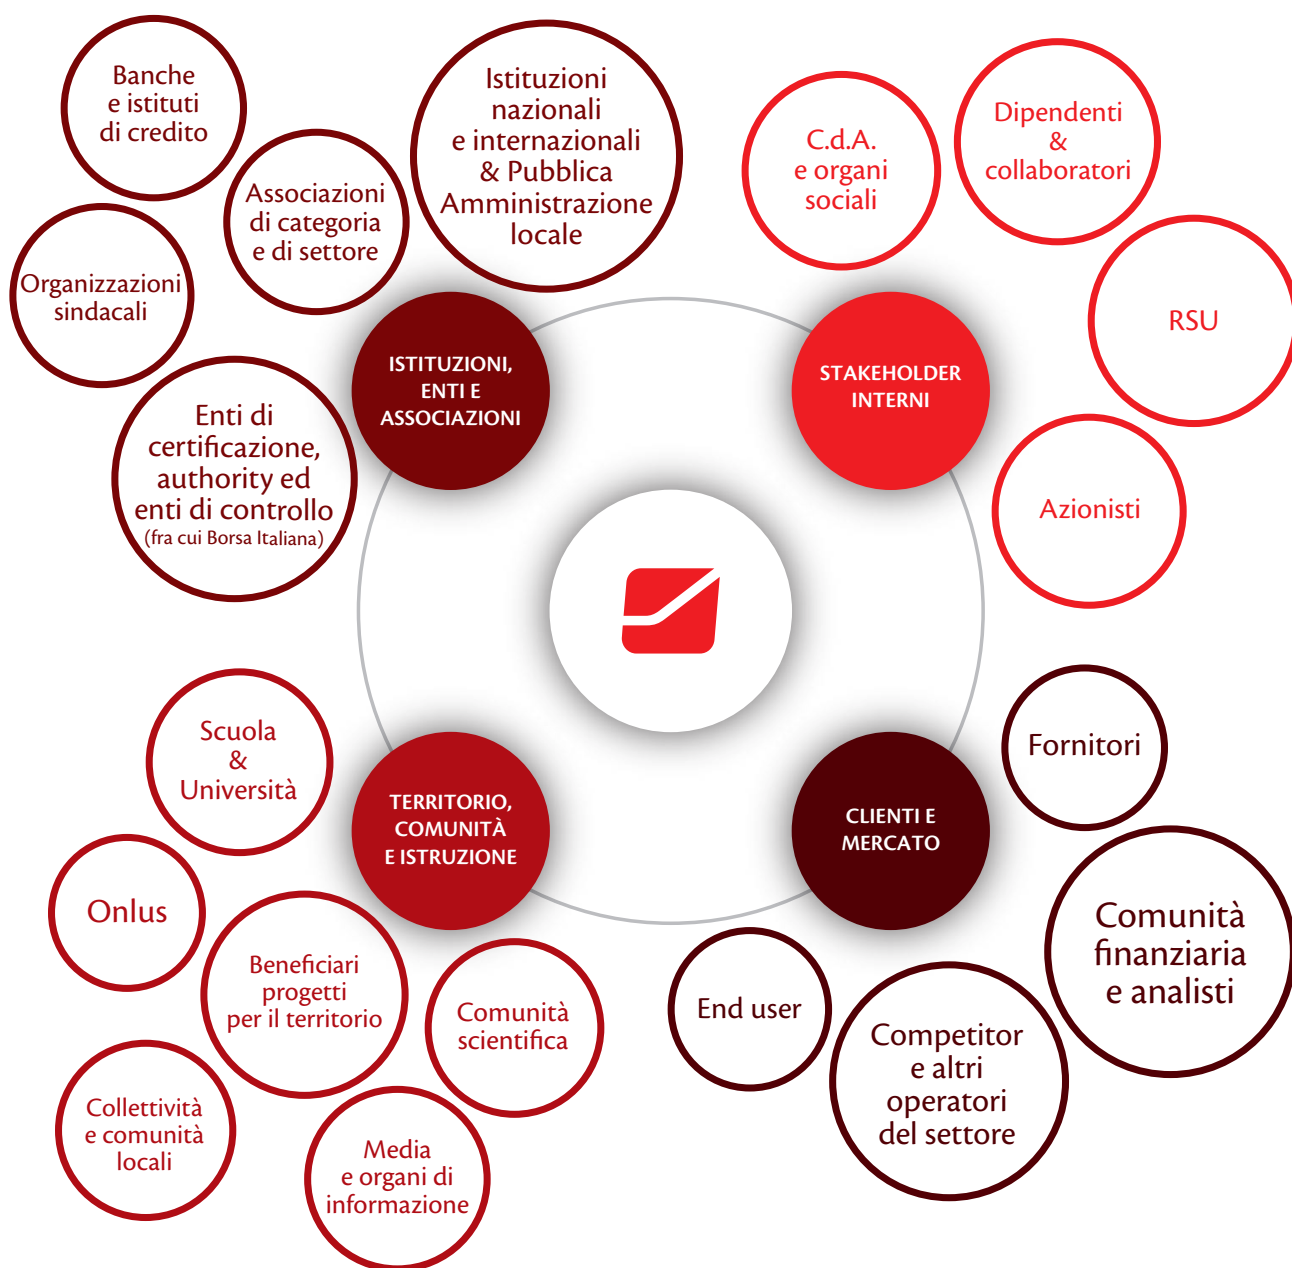 Banche
e istituti
di credito
Istituzioni
nazionali
e internazionali
& Pubblica
Amministrazione
locale
Associazioni
di categoria
e di settore
Organizzazioni
sindacali
Enti di
certificazione,
authority ed
enti di controllo
(fra cui Borsa Italiana)
ISTITUZIONI,
ENTI E
ASSOCIAZIONI
C.d.A.
e organi
sociali
Dipendenti
&
collaboratori
RSU
Azionisti
STAKEHOLDER
INTERNI
Scuola
&
Università
Onlus
Beneficiari
progetti
per il territorio
Comunità
scientifica
Collettività
e comunità
locali
Media
e organi di
informazione
TERRITORIO,
COMUNITÀ
E ISTRUZIONE
CLIENTI E
MERCATO
Fornitori
Comunità
finanziaria
e analisti
End user
Competitor
e altri
operatori
del settore